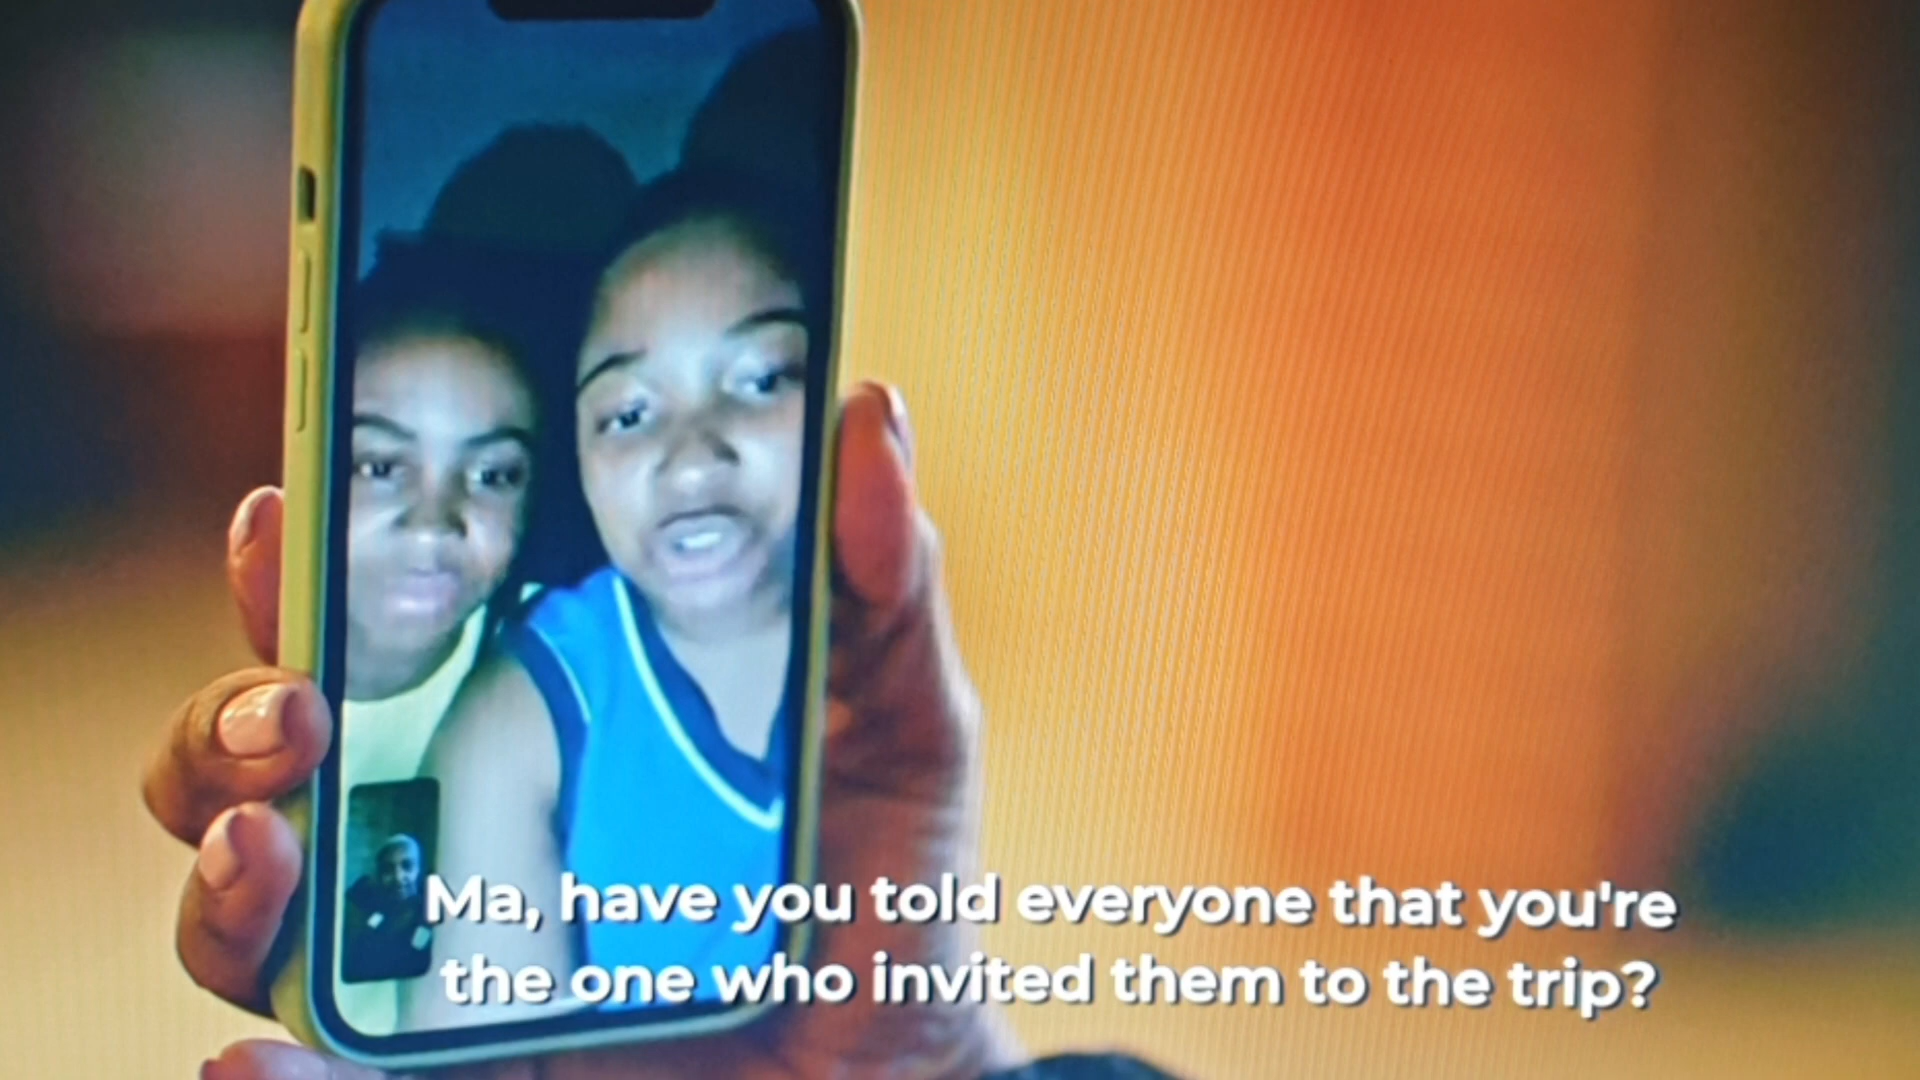 Ma, have you told everyone that you're
the one who invited them to the trip?